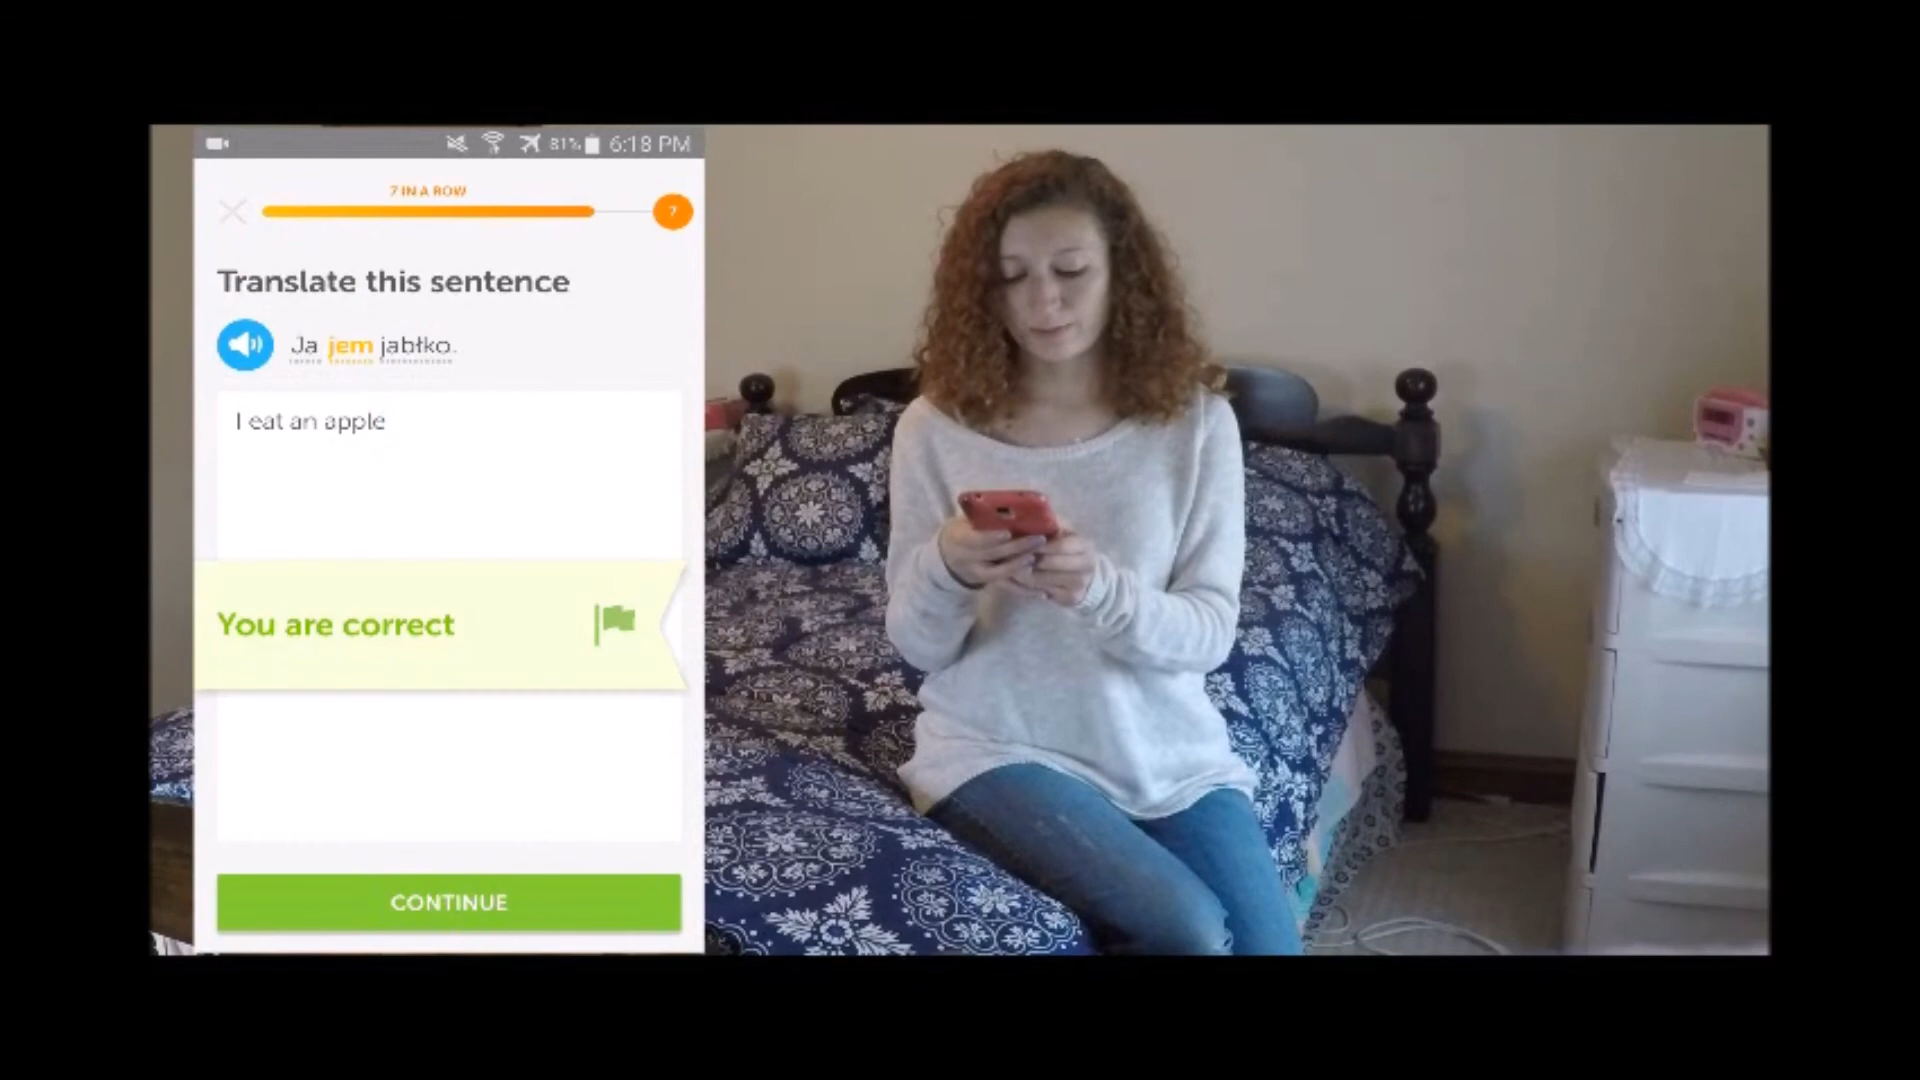 81% 6:18 PM
7 IN A ROW
7
Translate this sentence
Ja jem jabłko.
I eat an apple
You are correct
CONTINUE